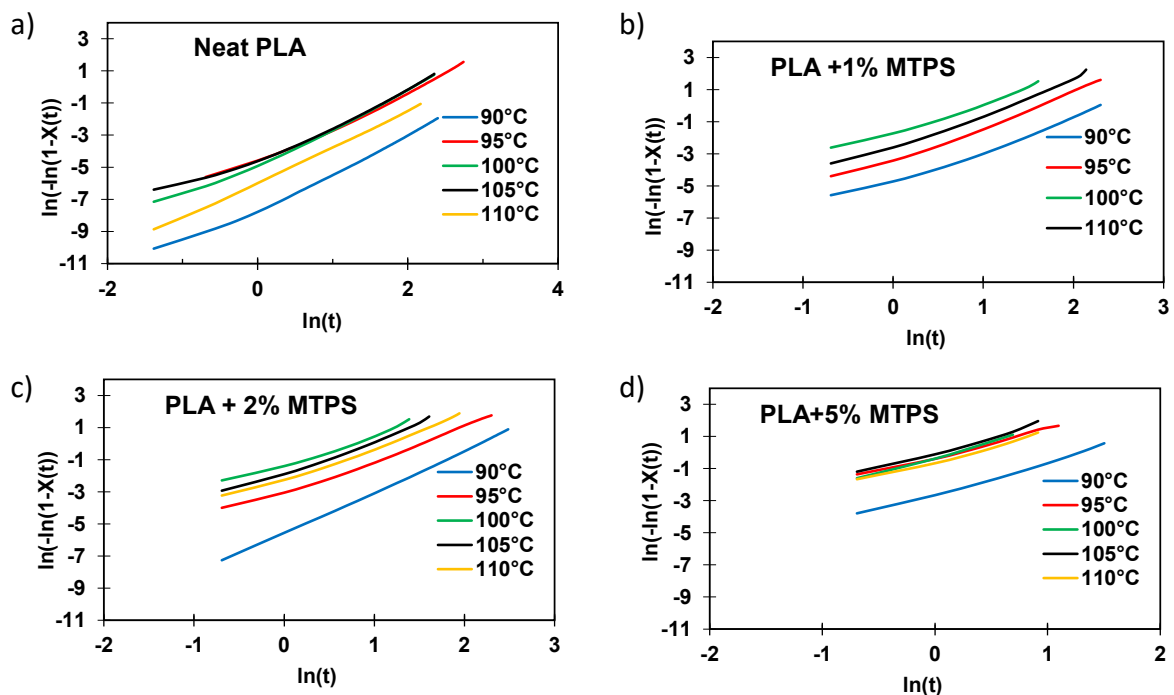 a)
Neat PLA
ln(-ln(1-X(t))
3
1
-1
-3
-5
-7
-9
-11
-2
0
2
4
ln(t)
90°C
95°C
100°C
105°C
110°C
b)
PLA +1% MTPS
ln(-ln(1-X(t))
3
1
-1
-3
-5
-7
-9
-11
-2
-1
0
1
2
3
ln(t)
90°C
95°C
100°C
110°C
c)
PLA + 2% MTPS
ln(-ln(1-X(t))
3
1
-1
-3
-5
-7
-9
-11
-2
-1
0
1
2
3
ln(t)
90°C
95°C
100°C
105°C
110°C
d)
PLA+5% MTPS
ln(-ln(1-X(t))
3
1
-1
-3
-5
-7
-9
-11
-2
-1
0
1
2
ln(t)
90°C
95°C
100°C
105°C
110°C